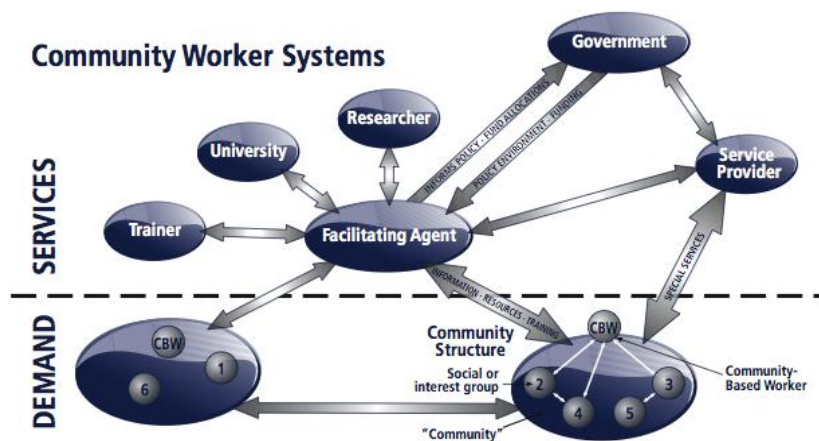 Community Worker Systems
Government
Researcher
University
Service
Provider
Trainer
Facilitating Agent
INFORMS POLICY - FUND ALLOCATIONS
POLICY ENVIRONMENT - FUNDING
SERVICES
INFORMATION - RESOURCES - TRAINING
SPECIAL SERVICES
DEMAND
CBW
1
6
Community
Structure
CBW
Social or
interest group
2
3
4
5
Community-
Based Worker
"Community"